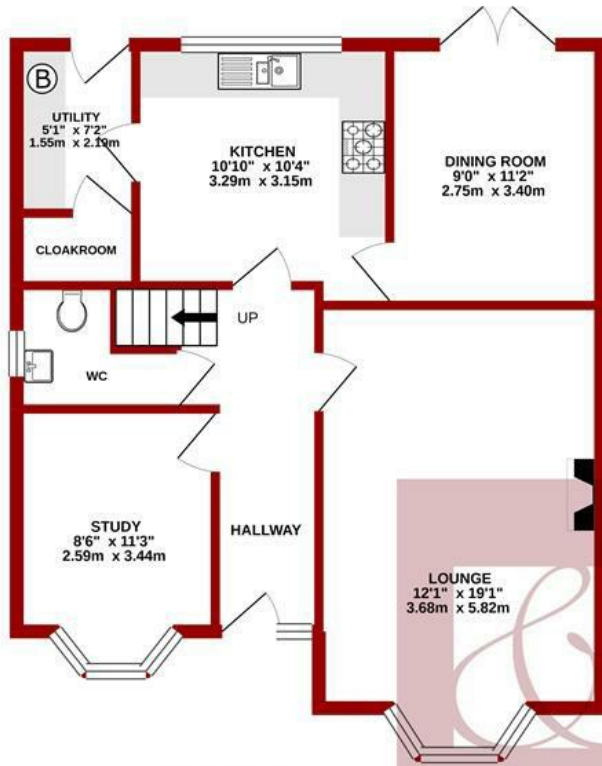 B
UTILITY
5'1" x 7'2"
1.55m x 2.19m
KITCHEN
10'10" x 10'4"
3.29m x 3.15m
DINING ROOM
9'0" x 11'2"
2.75m x 3.40m
CLOAKROOM
UP
WC
STUDY
8'6" x 11'3"
2.59m x 3.44m
HALLWAY
LOUNGE
12'1" x 19'1"
3.68m x 5.82m
&